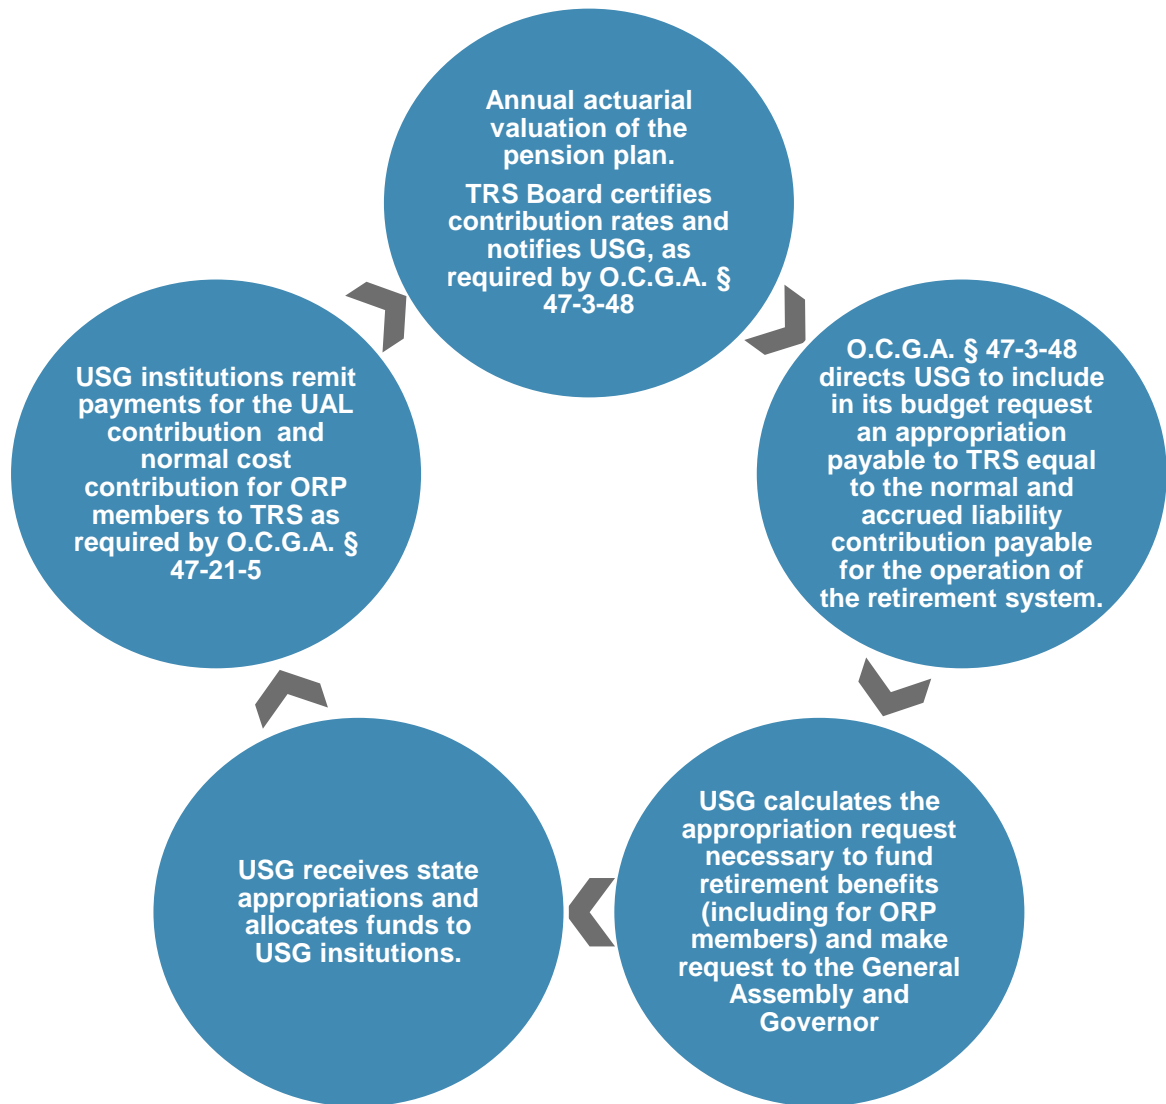 Annual actuarial
valuation of the
pension plan.
TRS Board certifies
contribution rates and
notifies USG, as
required by O.C.G.A. §
47-3-48
O.C.G.A. § 47-3-48
directs USG to include
in its budget request
an appropriation
payable to TRS equal
to the normal and
accrued liability
contribution payable
for the operation of
the retirement system.
USG calculates the
appropriation request
necessary to fund
retirement benefits
(including for ORP
members) and make
request to the General
Assembly and
Governor
USG receives state
appropriations and
allocates funds to
USG insitutions.
USG institutions remit
payments for the UAL
contribution and
normal cost
contribution for ORP
members to TRS as
required by O.C.G.A. §
47-21-5